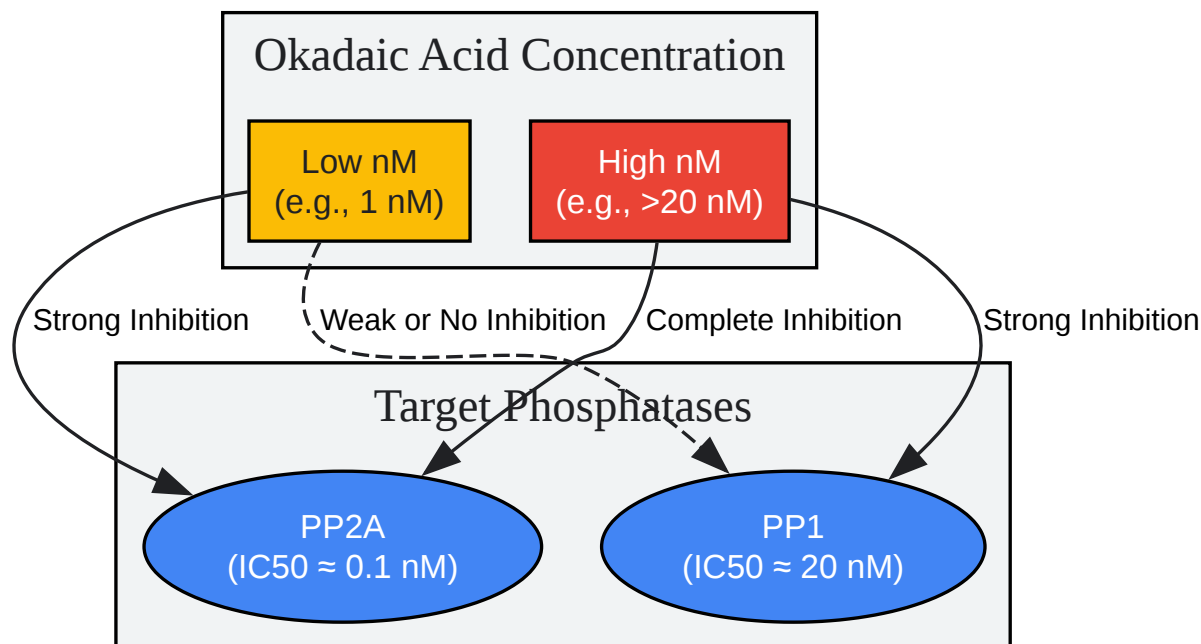 Okadaic Acid Concentration
Low nM
(e.g., 1 nM)
High nM
(e.g., >20 nM)
Strong Inhibition
Weak or No Inhibition
Complete Inhibition
Strong Inhibition
Target Phosphatases
PP2A
(IC50 ≈ 0.1 nM)
PP1
(IC50 ≈ 20 nM)